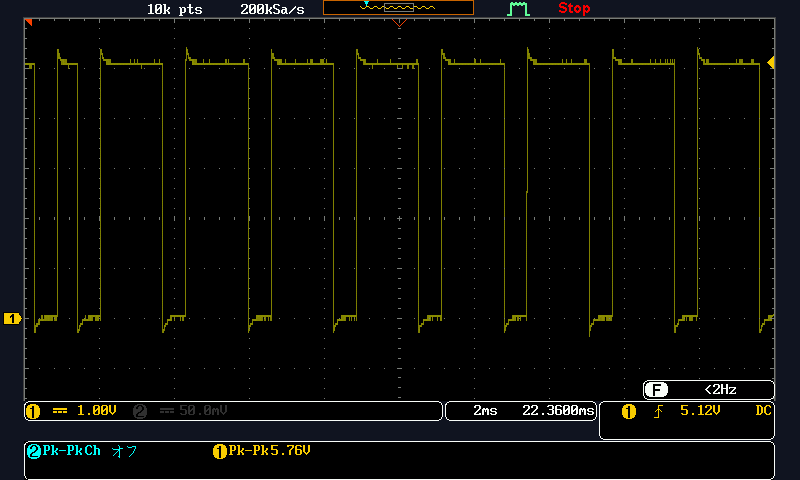 10k pts 200kSa/s Stop
1
F <2Hz
1 1.00V 2 50.0mV 2ms 22.3600ms 1 5.12V DC
2 Pk-PkCh オフ 1 Pk-Pk5.76V